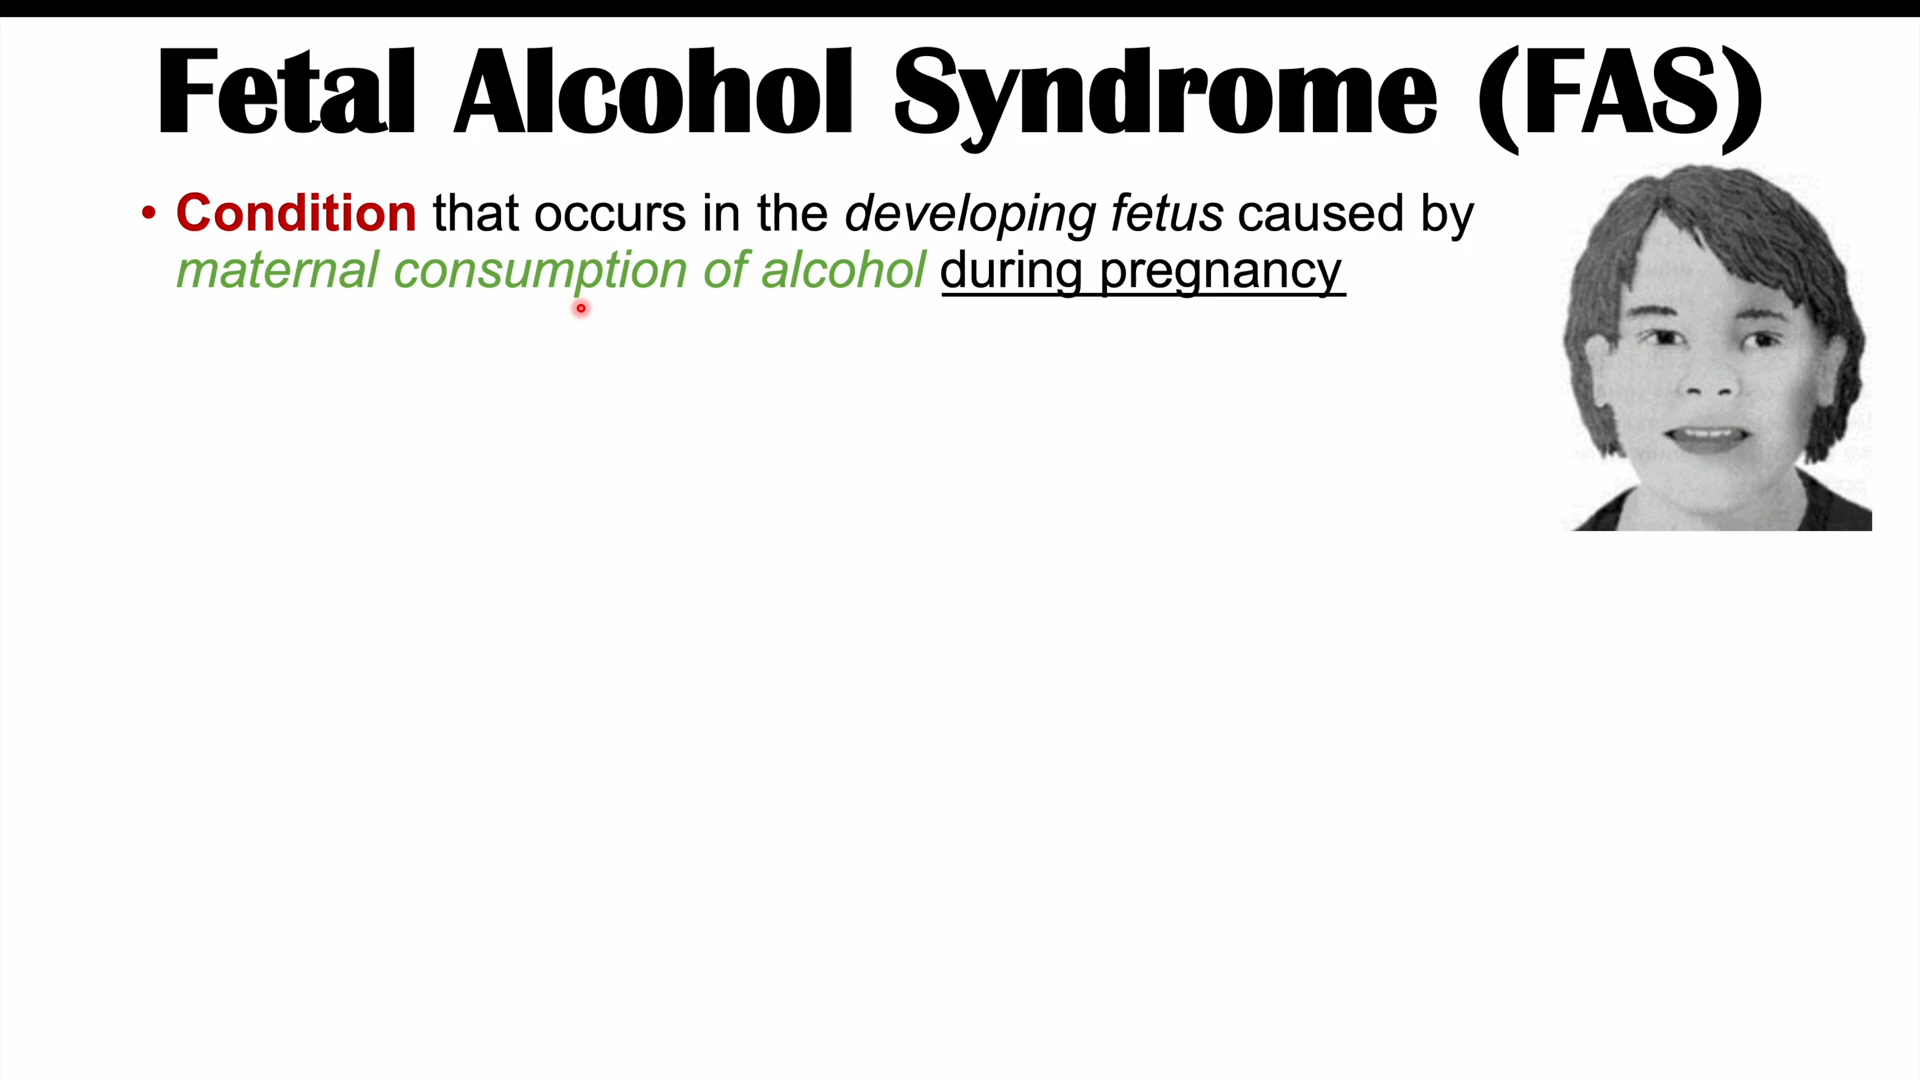 Fetal Alcohol Syndrome (FAS)
• Condition that occurs in the developing fetus caused by
maternal consumption of alcohol during pregnancy